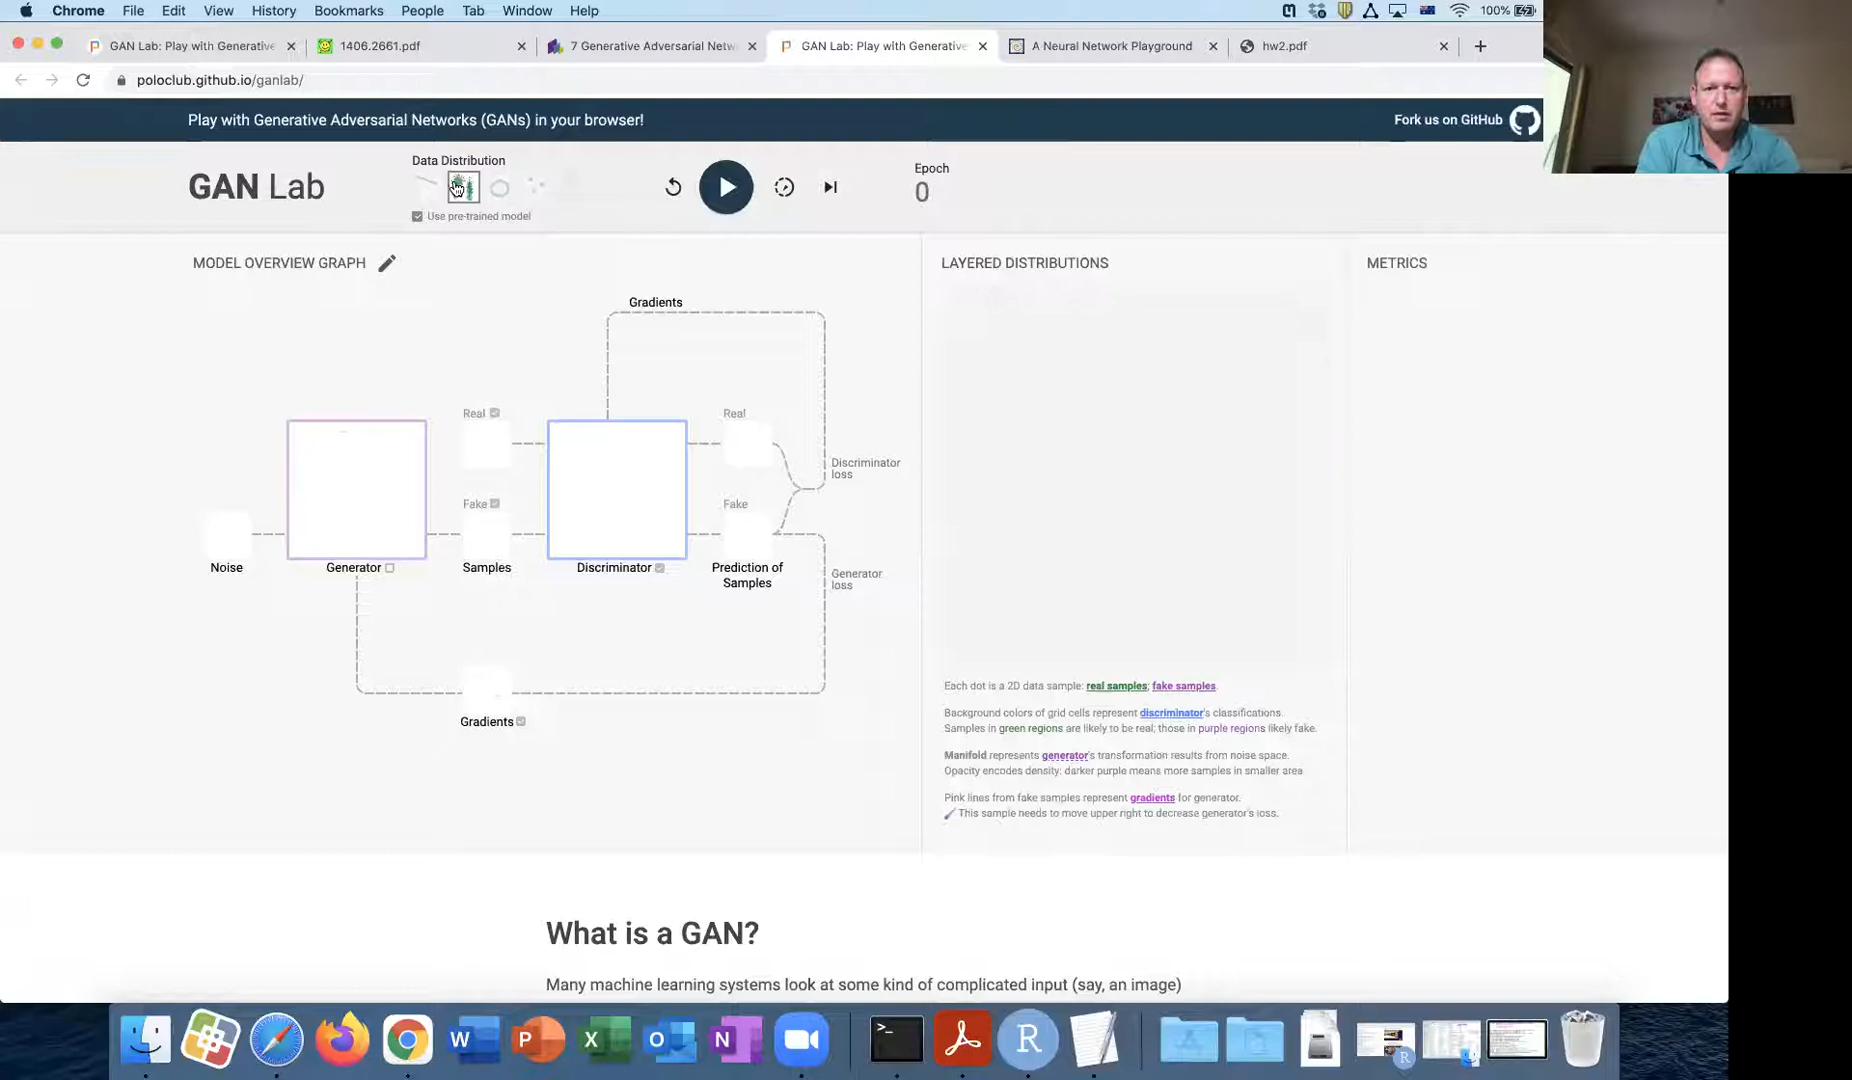 Chrome File Edit View History Bookmarks People Tab Window Help 100%
GAN Lab: Play with Generative
1406.2661.pdf
7 Generative Adversarial Netw
GAN Lab: Play with Generative
A Neural Network Playground
hw2.pdf
poloclub.github.io/ganlab/
Play with Generative Adversarial Networks (GANs) in your browser!
Fork us on GitHub
GAN Lab
Data Distribution
Use pre-trained model
Epoch
0
MODEL OVERVIEW GRAPH
LAYERED DISTRIBUTIONS
METRICS
Gradients
Real
Real
Discriminator
loss
Fake
Fake
Noise
Generator
Samples
Discriminator
Prediction of
Samples
Generator
loss
Gradients
Each dot is a 2D data sample: real samples; fake samples.
Background colors of grid cells represent discriminator's classifications.
Samples in green regions are likely to be real; those in purple regions likely fake.
Manifold represents generator's transformation results from noise space.
Opacity encodes density: darker purple means more samples in smaller area
Pink lines from fake samples represent gradients for generator.
This sample needs to move upper right to decrease generator's loss.
What is a GAN?
Many machine learning systems look at some kind of complicated input (say, an image)
W
P
X
O
N
>_
R